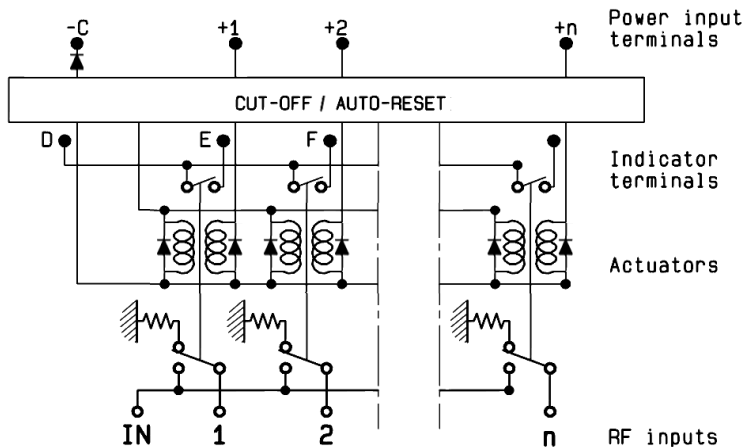 -C +1 +2 +n Power input
terminals
CUT-OFF / AUTO-RESET
D E F
Indicator
terminals
Actuators
IN 1 2 n RF inputs